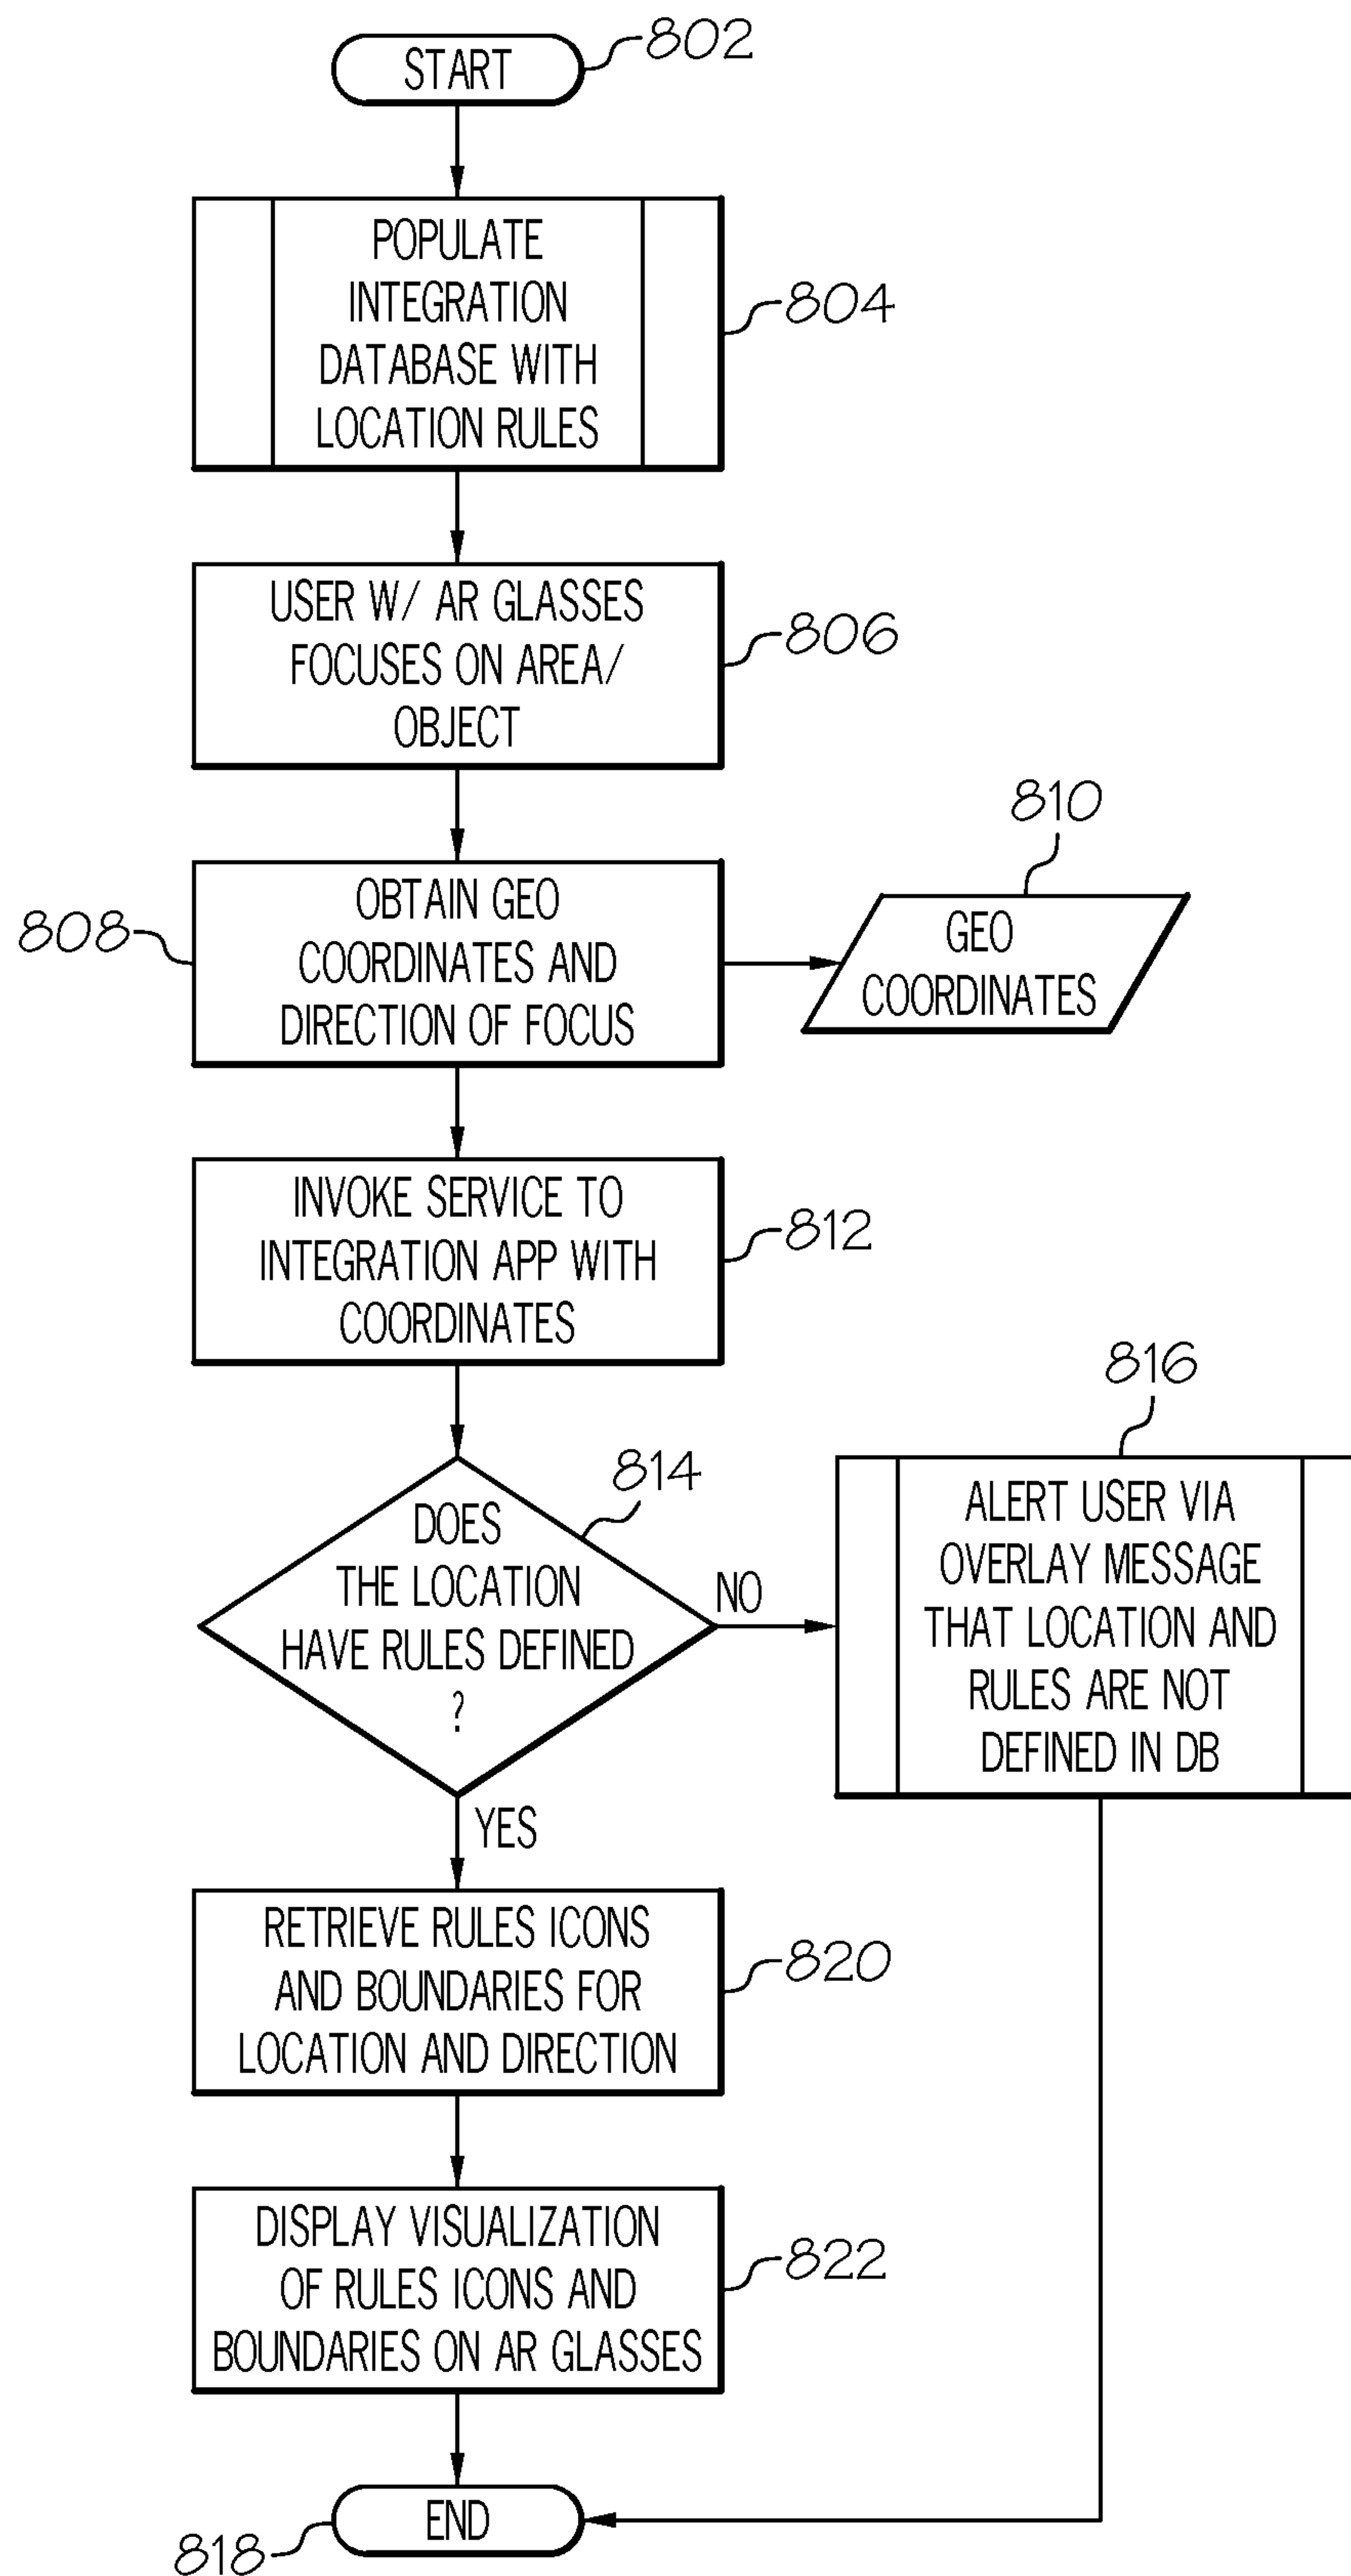 START
802
POPULATE
INTEGRATION
DATABASE WITH
LOCATION RULES
804
USER W/ AR GLASSES
FOCUSES ON AREA/
OBJECT
806
OBTAIN GEO
COORDINATES AND
DIRECTION OF FOCUS
808
GEO
COORDINATES
810
INVOKE SERVICE TO
INTEGRATION APP WITH
COORDINATES
812
DOES
THE LOCATION
HAVE RULES DEFINED
?
814
NO
ALERT USER VIA
OVERLAY MESSAGE
THAT LOCATION AND
RULES ARE NOT
DEFINED IN DB
816
YES
RETRIEVE RULES ICONS
AND BOUNDARIES FOR
LOCATION AND DIRECTION
820
DISPLAY VISUALIZATION
OF RULES ICONS AND
BOUNDARIES ON AR GLASSES
822
END
818